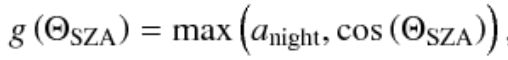 g (Θ_SZA) = max(a_night, cos (Θ_SZA)),